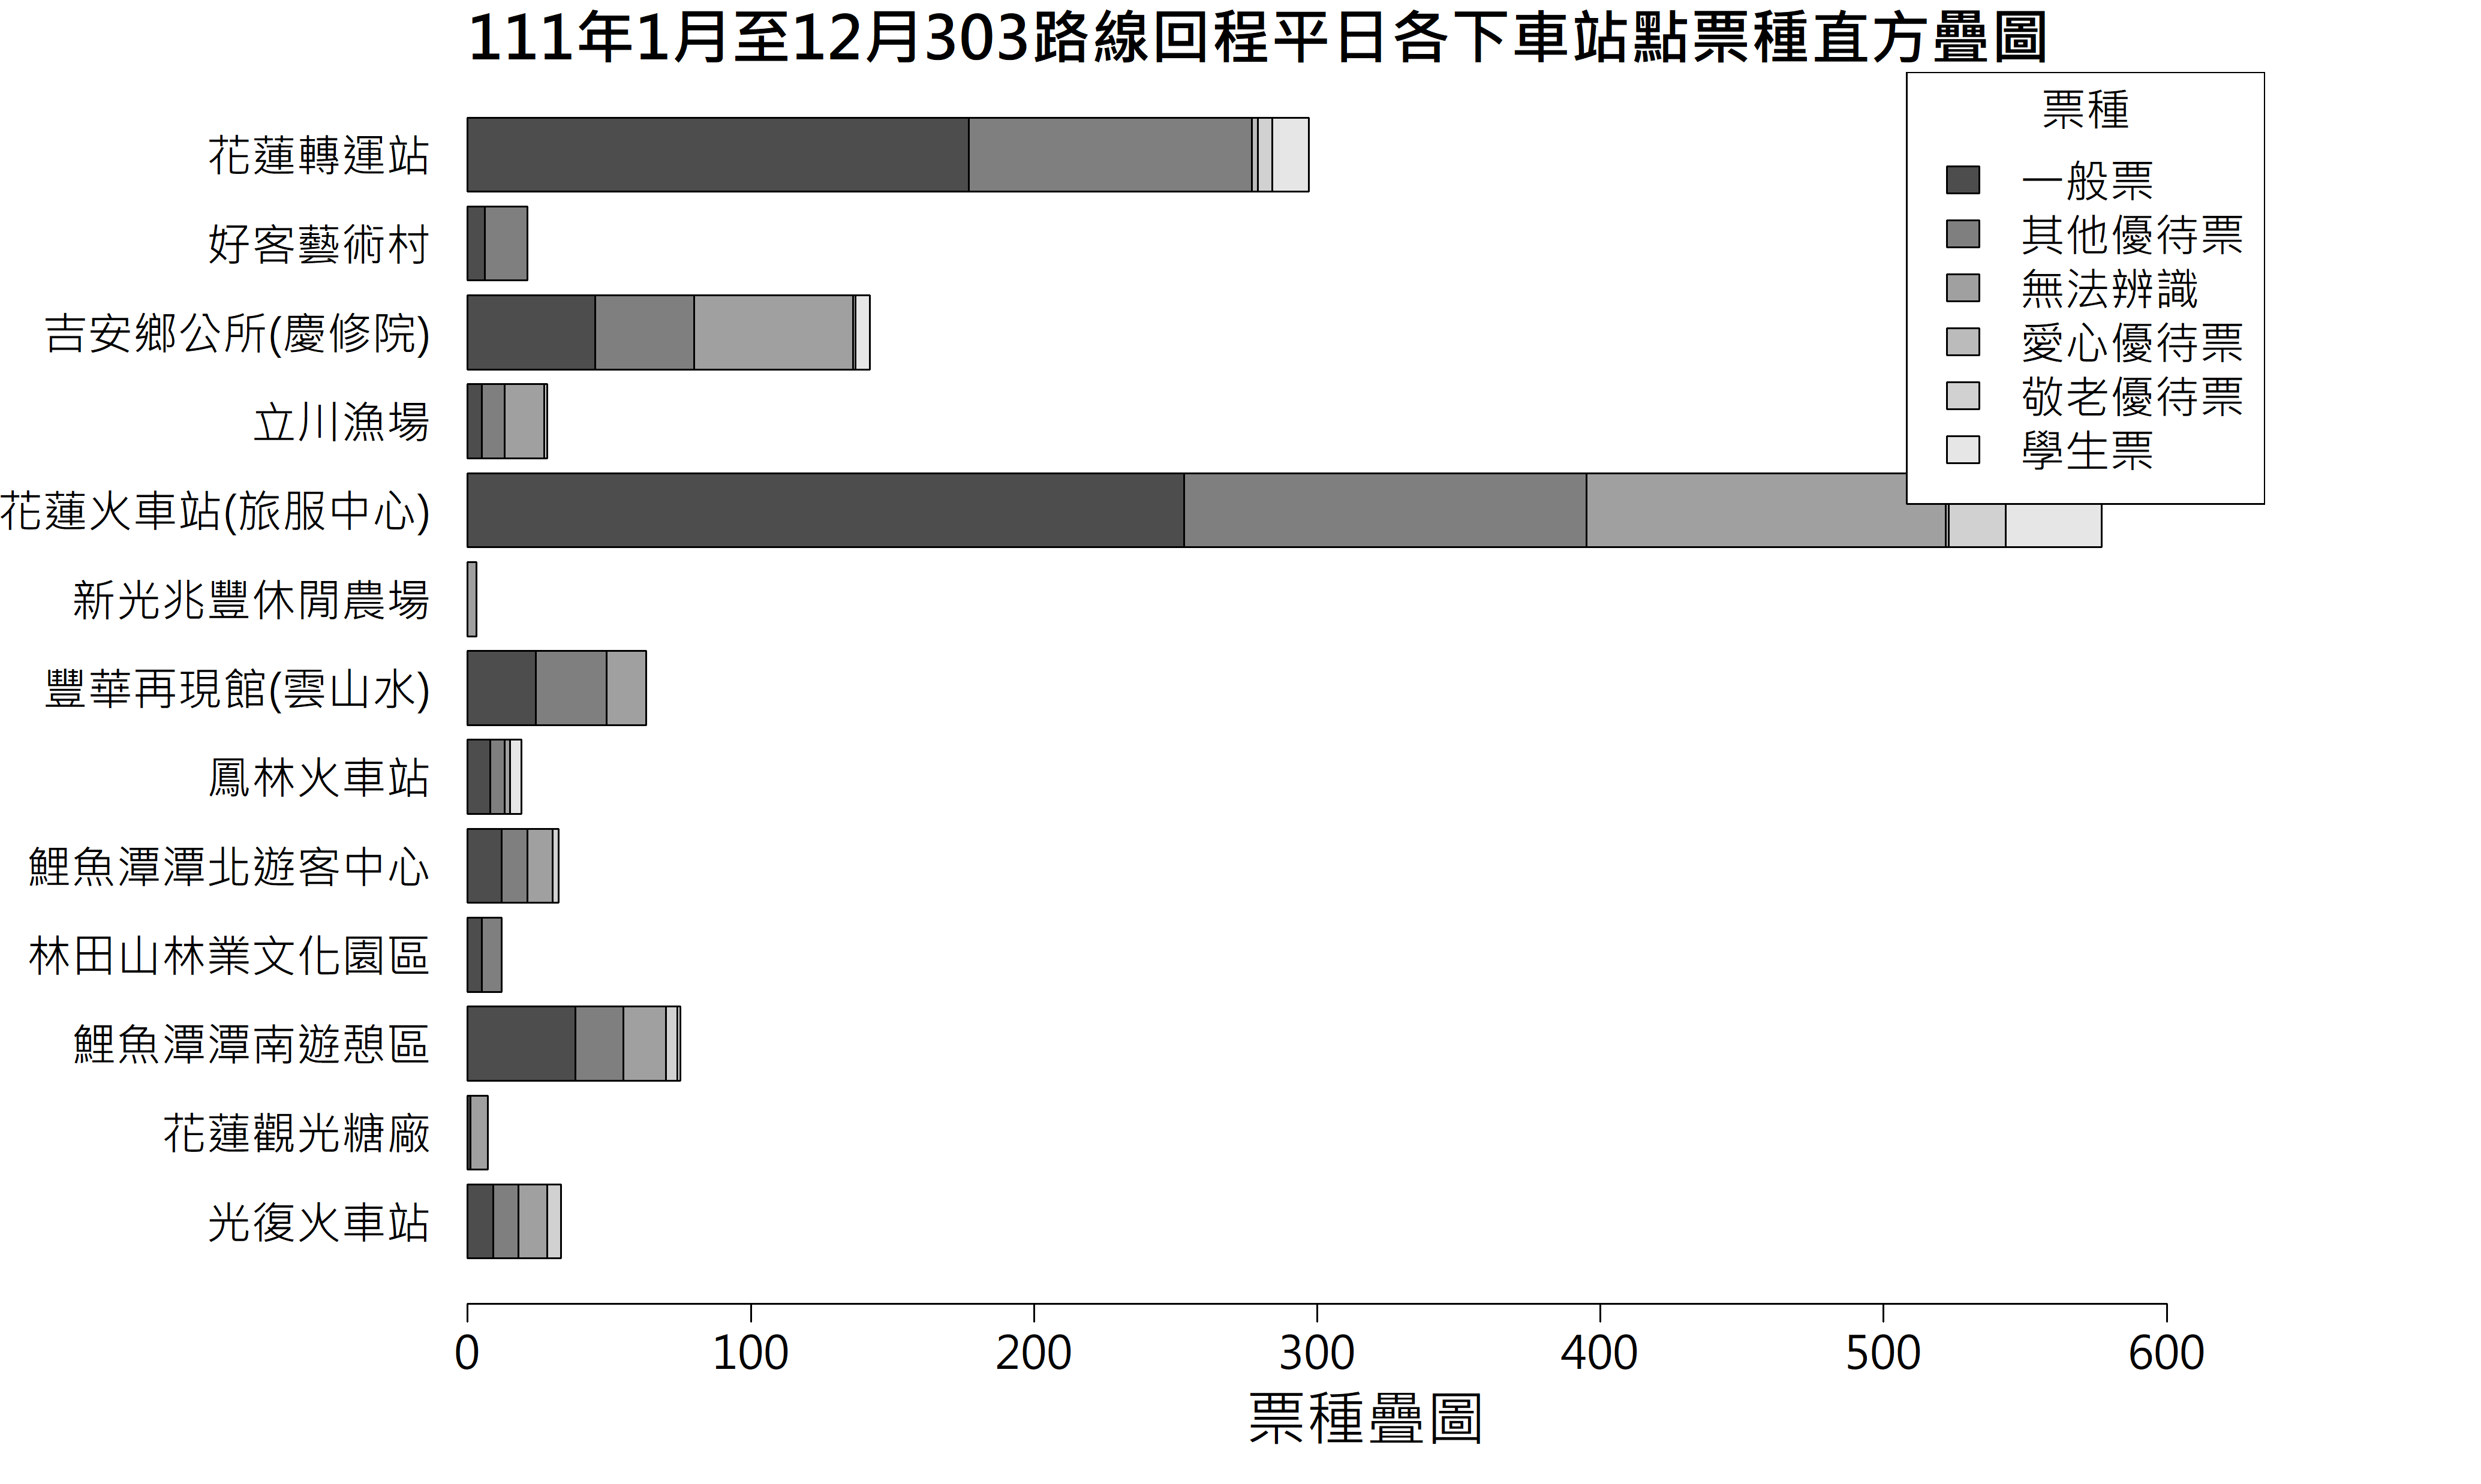 111年1月至12月303路線回程平日各下車站點票種直方疊圖
票種
一般票
其他優待票
無法辨識
愛心優待票
敬老優待票
學生票
花蓮轉運站
好客藝術村
吉安鄉公所(慶修院)
立川漁場
花蓮火車站(旅服中心)
新光兆豐休閒農場
豐華再現館(雲山水)
鳳林火車站
鯉魚潭潭北遊客中心
林田山林業文化園區
鯉魚潭潭南遊憩區
花蓮觀光糖廠
光復火車站
0 100 200 300 400 500 600
票種疊圖